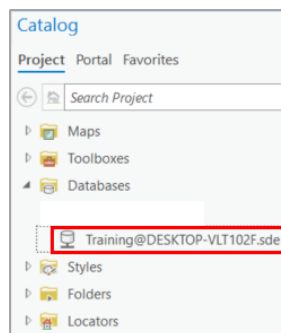 Catalog
Project Portal Favorites
Search Project
Maps
Toolboxes
Databases
Training@DESKTOP-VLT102F.sde
Styles
Folders
Locators